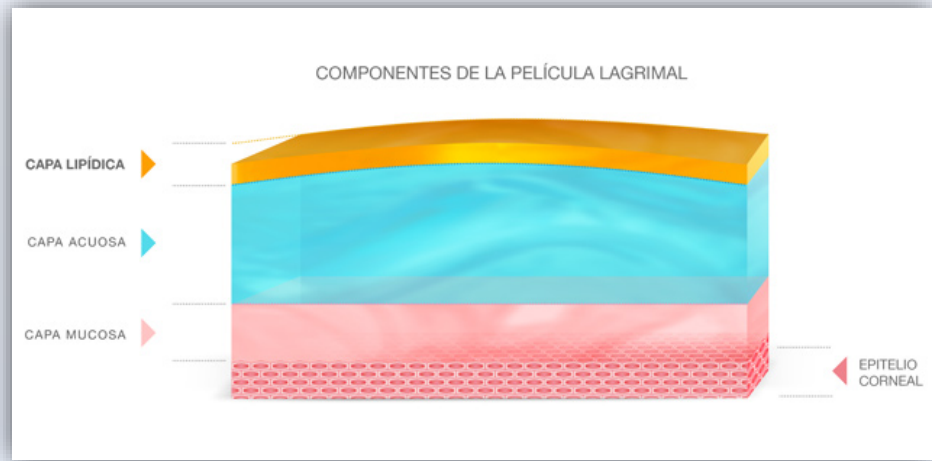 COMPONENTES DE LA PELÍCULA LAGRIMAL
CAPA LIPÍDICA
CAPA ACUOSA
CAPA MUCOSA
EPITELIO
CORNEAL